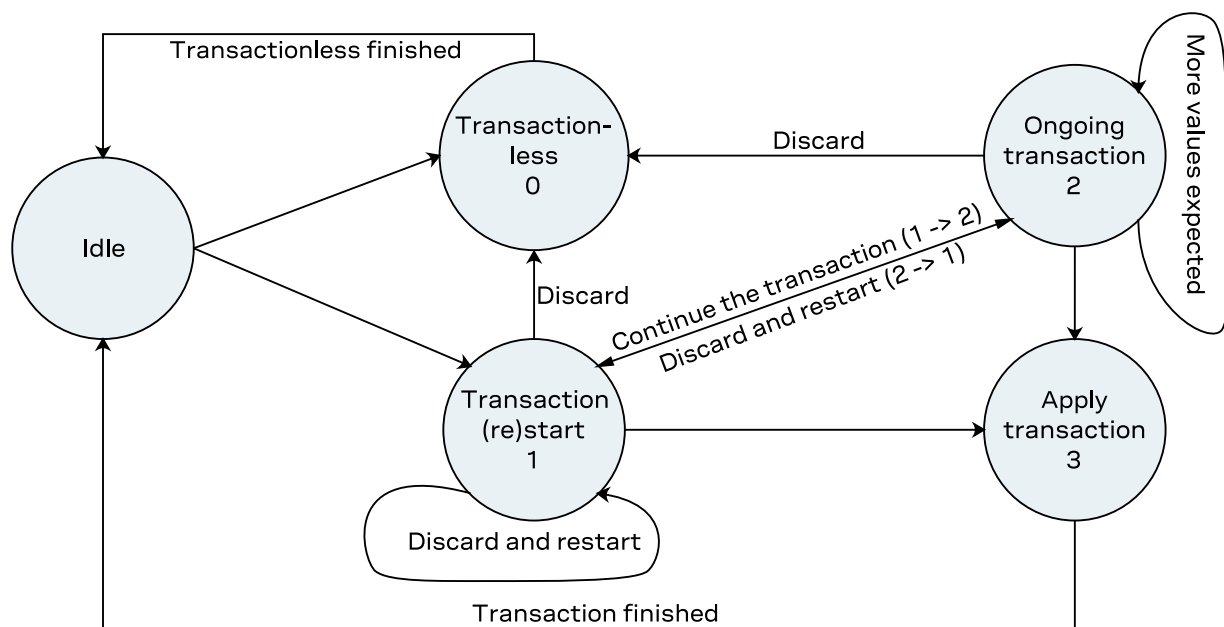 Transactionless finished
Transaction-
less
0
Ongoing
transaction
2
More values expected
Discard
Idle
Continue the transaction (1 -> 2)
Discard and restart (2 -> 1)
Discard
Transaction
(re)start
1
Apply
transaction
3
Discard and restart
Transaction finished